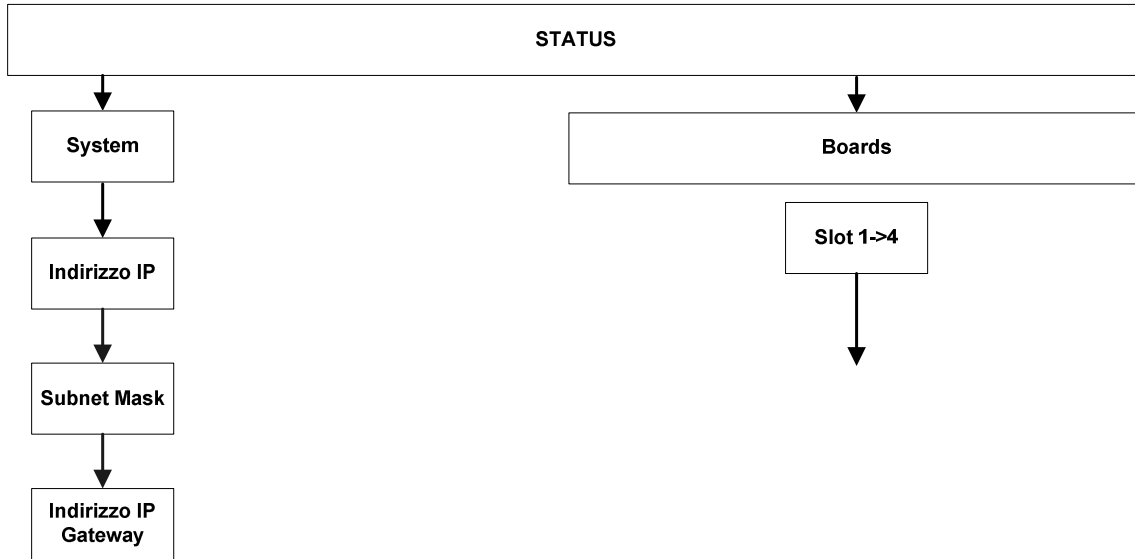 STATUS
System
Boards
Slot 1->4
Indirizzo IP
Subnet Mask
Indirizzo IP
Gateway